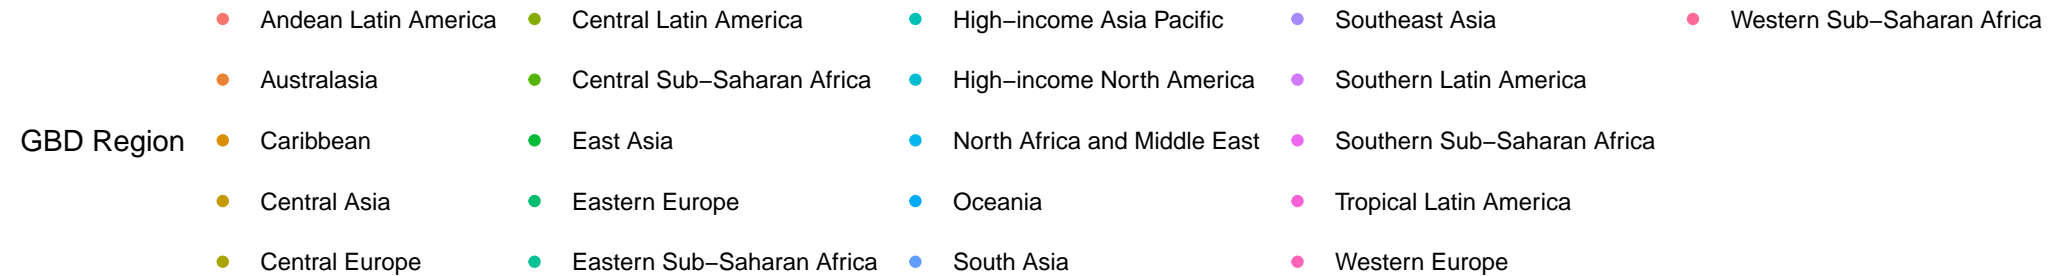 Andean Latin America Central Latin America High−income Asia Pacific Southeast Asia Western Sub−Saharan Africa
Australasia Central Sub−Saharan Africa High−income North America Southern Latin America
GBD Region Caribbean East Asia North Africa and Middle East Southern Sub−Saharan Africa
Central Asia Eastern Europe Oceania Tropical Latin America
Central Europe Eastern Sub−Saharan Africa South Asia Western Europe